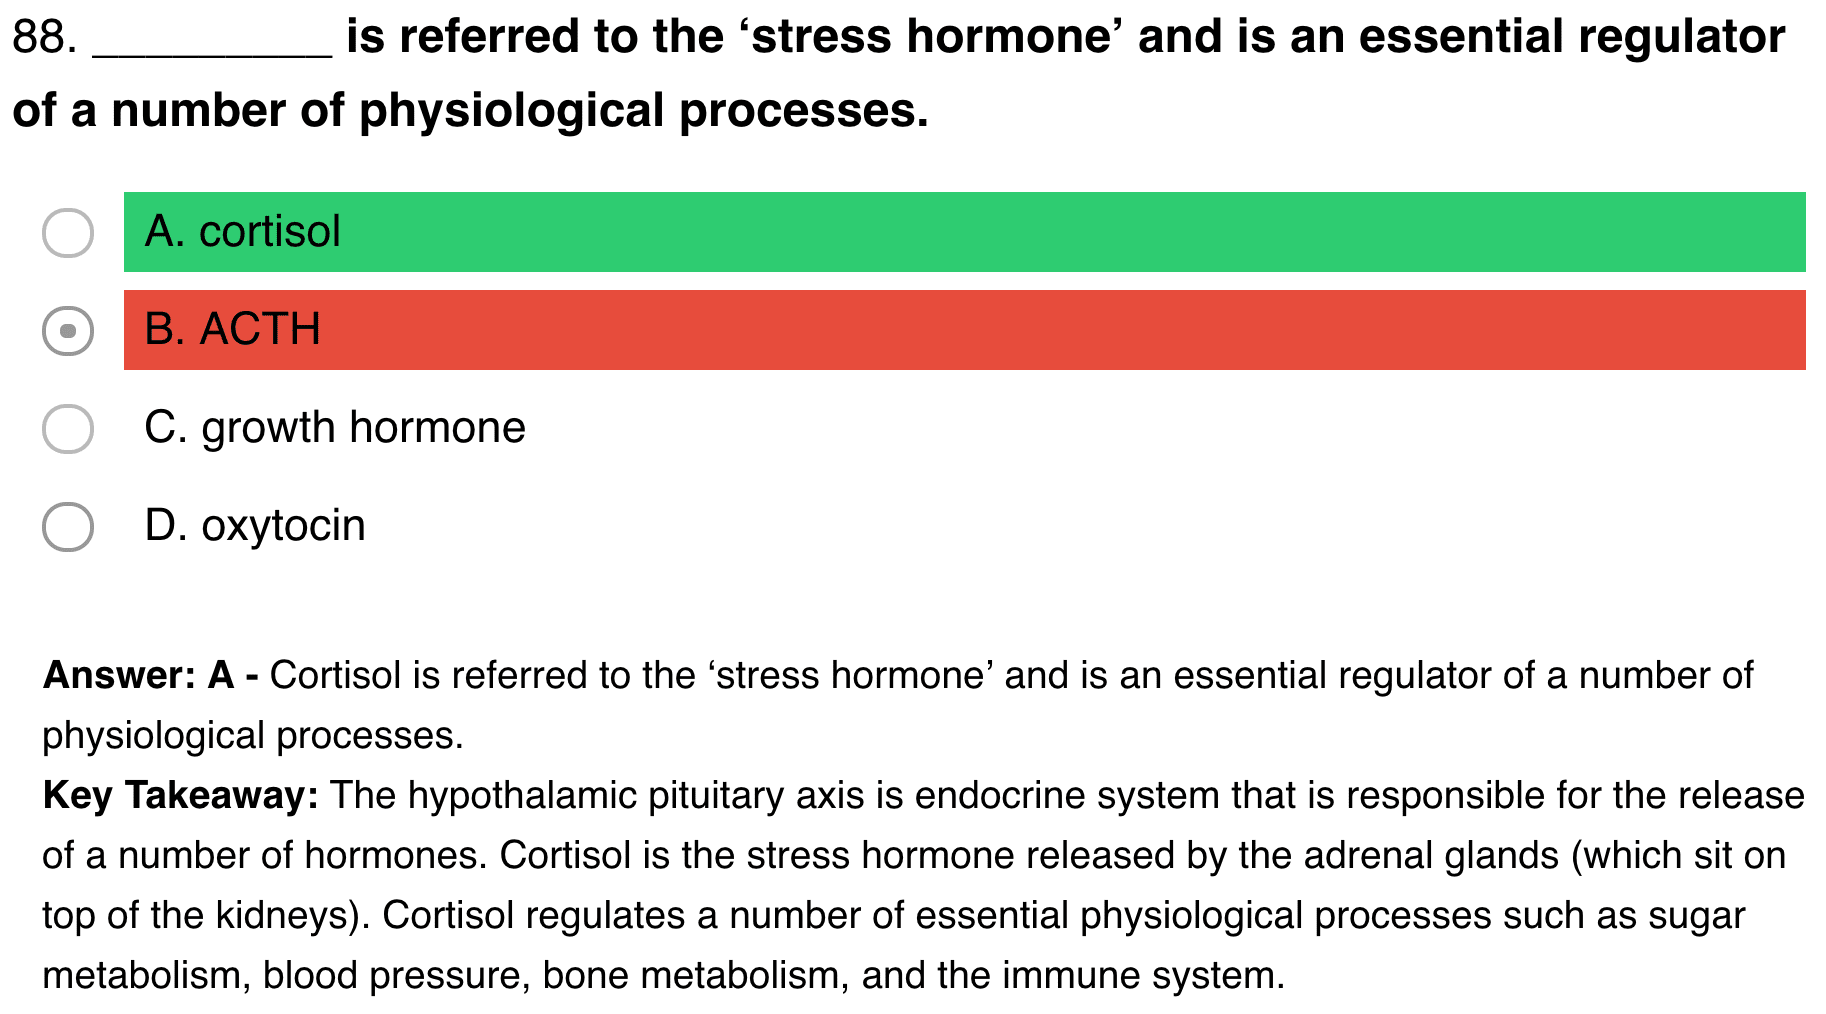 88. _________ is referred to the ‘stress hormone’ and is an essential regulator
of a number of physiological processes.
A. cortisol
B. ACTH
C. growth hormone
D. oxytocin
Answer: A - Cortisol is referred to the ‘stress hormone’ and is an essential regulator of a number of
physiological processes.
Key Takeaway: The hypothalamic pituitary axis is endocrine system that is responsible for the release
of a number of hormones. Cortisol is the stress hormone released by the adrenal glands (which sit on
top of the kidneys). Cortisol regulates a number of essential physiological processes such as sugar
metabolism, blood pressure, bone metabolism, and the immune system.